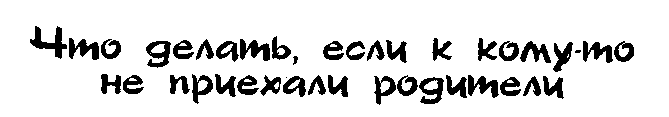 Что делать, если к кому-то
не приехали родители